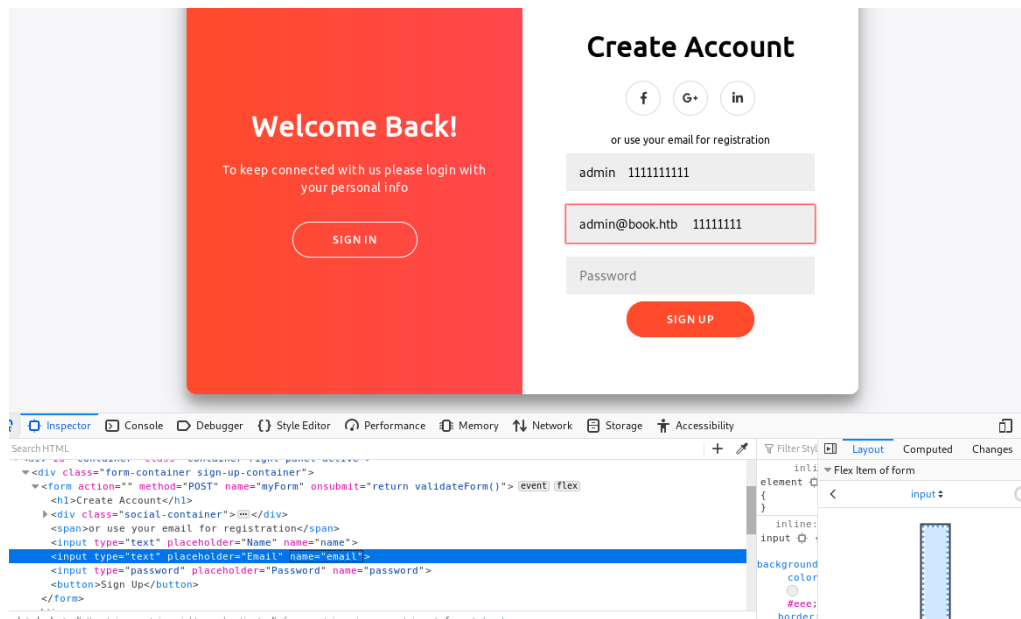 Create Account
or use your email for registration
admin 1111111111
admin@book.htb 11111111
Password
SIGN UP
Welcome Back!
To keep connected with us please login with
your personal info
SIGN IN
Inspector Console Debugger Style Editor Performance Memory Network Storage Accessibility
Search HTML
Filter Styl
Layout Computed Changes
<div class="form-container sign-up-container">
<form action="" method="POST" name="myForm" onsubmit="return validateForm()"> event flex
<h1>Create Account</h1>
<div class="social-container"></div>
<span>or use your email for registration</span>
<input type="text" placeholder="Name" name="name">
<input type="text" placeholder="Email" name="email">
<input type="password" placeholder="Password" name="password">
<button>Sign Up</button>
</form>
inli
element
{
}
inline:
input
background
color
#eee;
border:
Flex Item of form
input